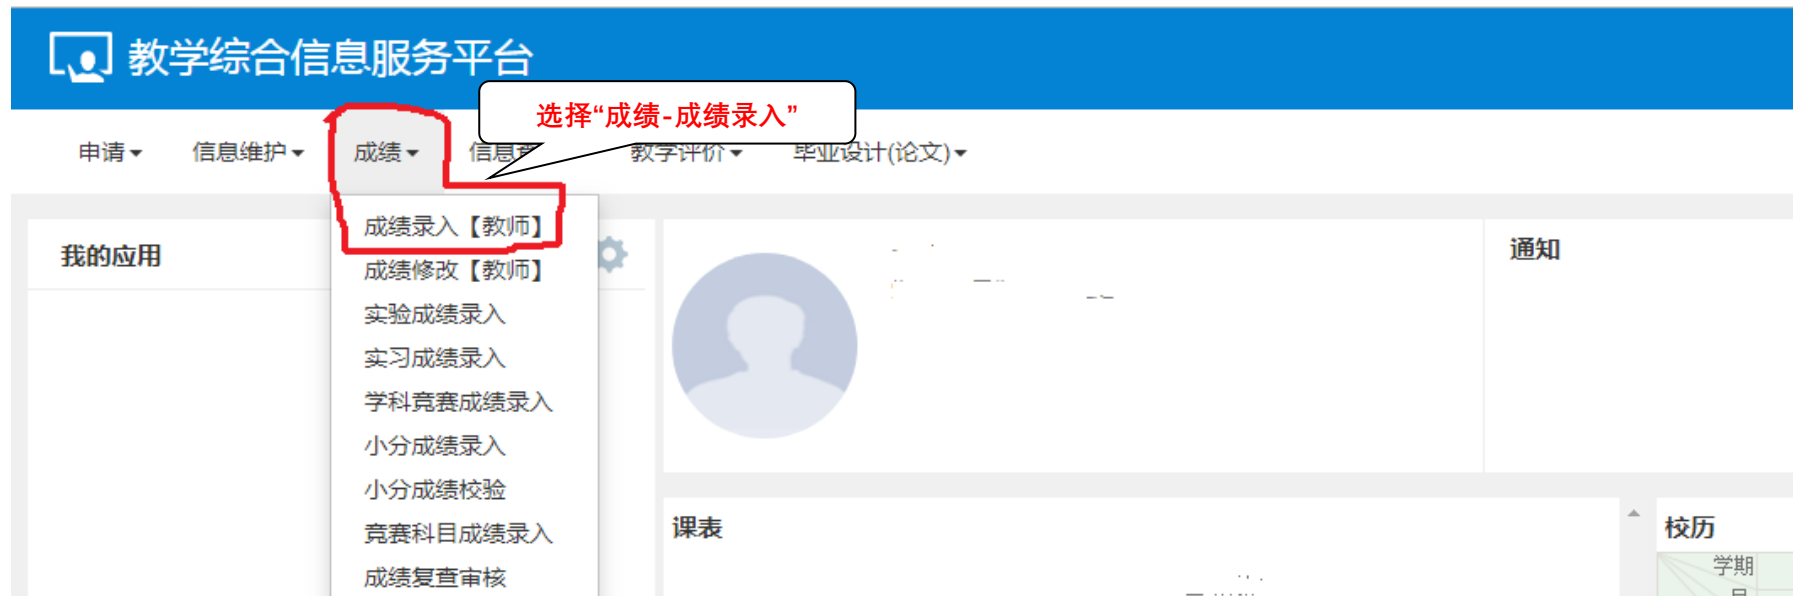 教学综合信息服务平台
选择“成绩-成绩录入”
申请 信息维护 成绩 信息 教学评价 毕业设计(论文)
成绩录入【教师】
我的应用
通知
成绩修改【教师】
实验成绩录入
实习成绩录入
学科竞赛成绩录入
小分成绩录入
小分成绩校验
竞赛科目成绩录入
成绩复查审核
课表
校历
学期